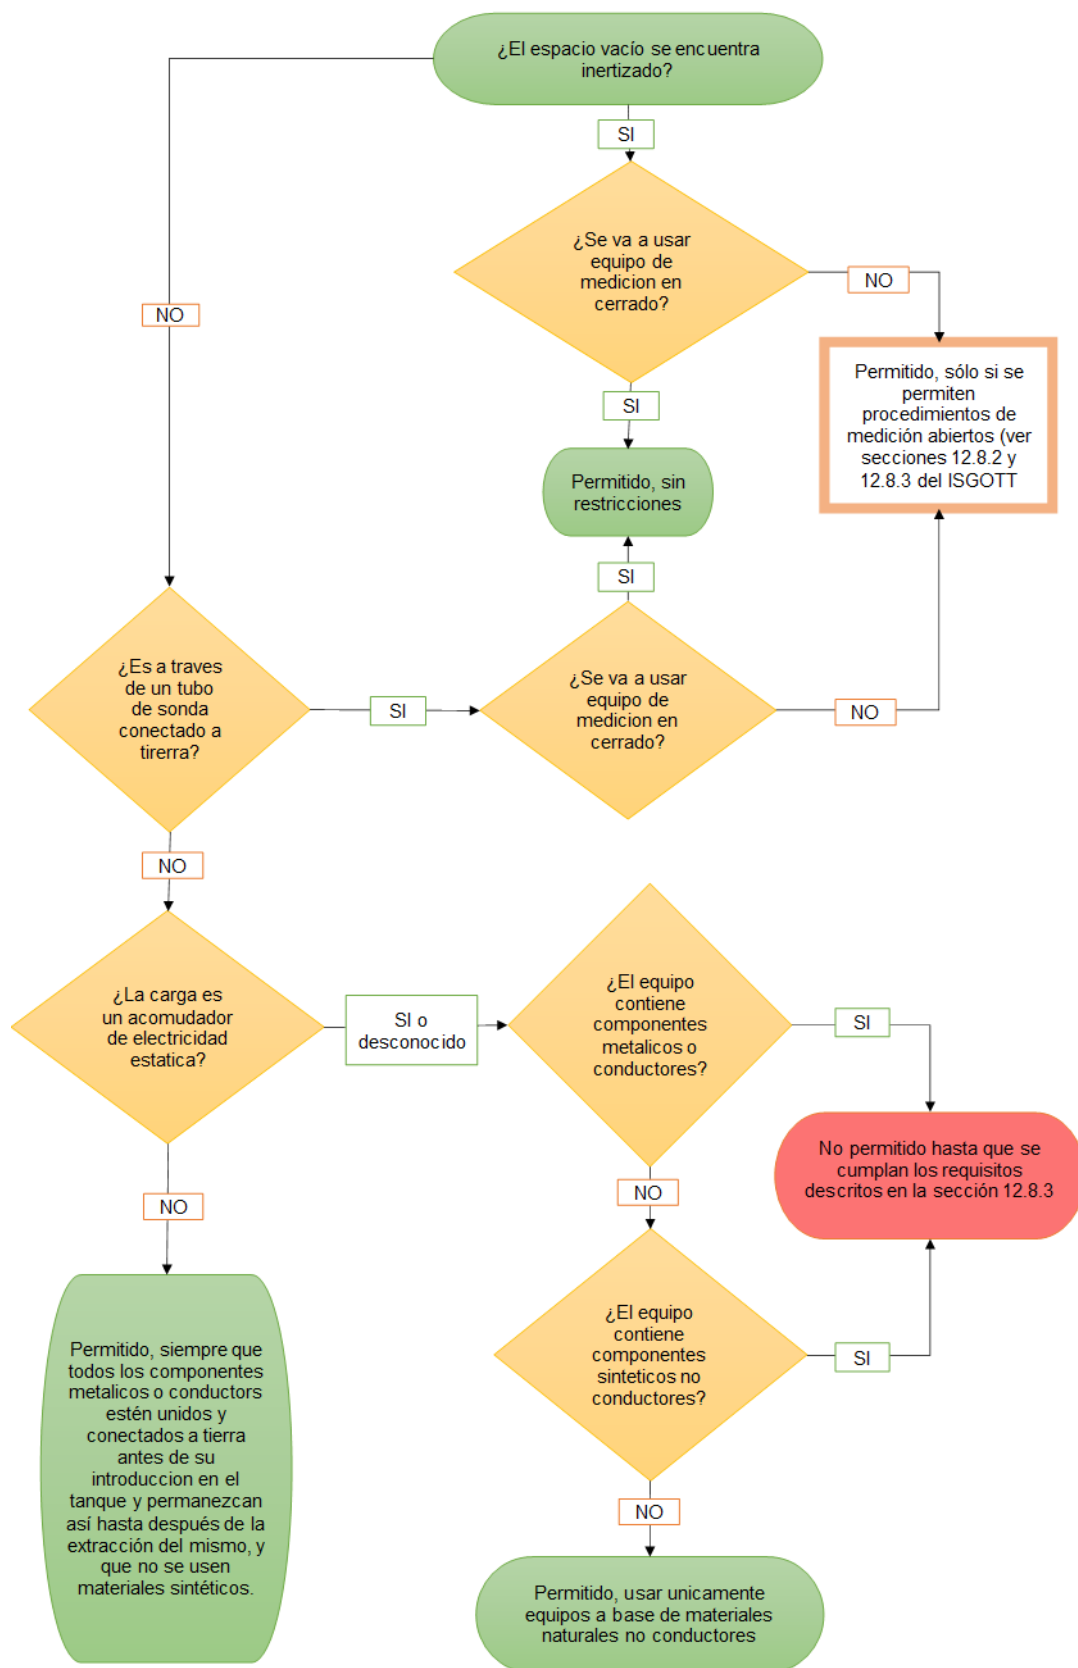 ¿El espacio vacío se encuentra
inertizado?
SI
¿Se va a usar
equipo de
medicion en
cerrado?
NO
NO
Permitido, sólo si se
permiten
procedimientos de
medición abiertos (ver
secciones 12.8.2 y
12.8.3 del ISGOTT
SI
Permitido, sin
restricciones
SI
¿Es a traves
de un tubo
de sonda
conectado a
tirerra?
SI
¿Se va a usar
equipo de
medicion en
cerrado?
NO
NO
¿La carga es
un acomudador
de electricidad
estatica?
SI o
desconocido
¿El equipo
contiene
componentes
metalicos o
conductores?
SI
No permitido hasta que se
cumplan los requisitos
descritos en la sección 12.8.3
NO
NO
¿El equipo
contiene
componentes
sinteticos no
conductores?
SI
Permitido, siempre que
todos los componentes
metalicos o conductors
estén unidos y
conectados a tierra
antes de su
introduccion en el
tanque y permanezcan
así hasta después de la
extracción del mismo, y
que no se usen
materiales sintéticos.
NO
Permitido, usar unicamente
equipos a base de materiales
naturales no conductores